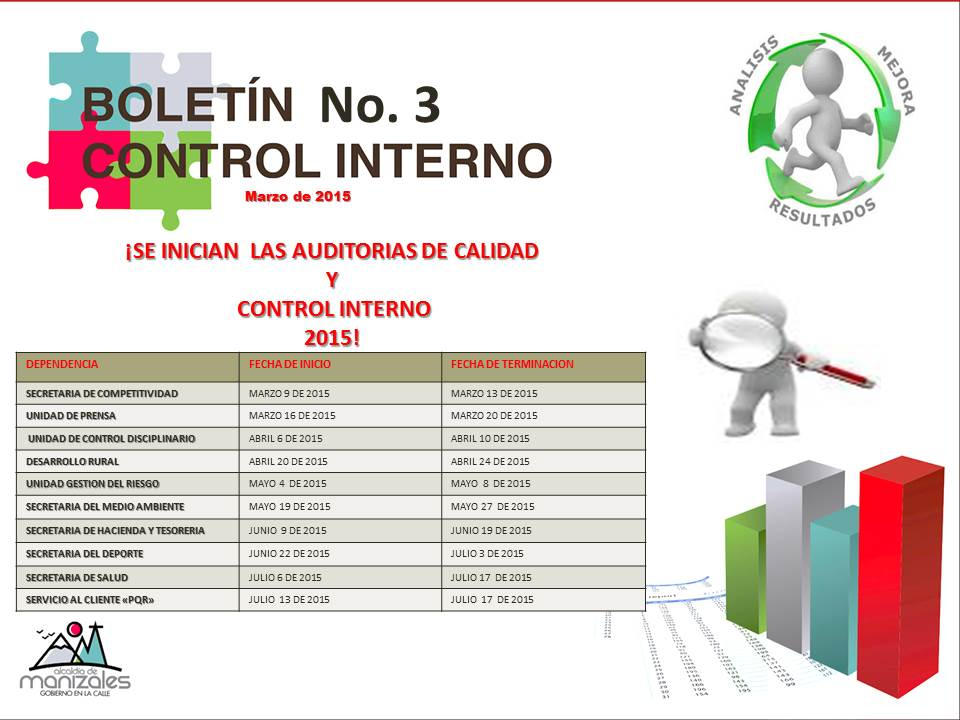 BOLETÍN No. 3
CONTROL INTERNO
Marzo de 2015
ANALISIS
MEJORA
RESULTADOS
¡SE INICIAN LAS AUDITORIAS DE CALIDAD
Y
CONTROL INTERNO
2015!
DEPENDENCIA FECHA DE INICIO FECHA DE TERMINACION
SECRETARIA DE COMPETITIVIDAD MARZO 9 DE 2015 MARZO 13 DE 2015
UNIDAD DE PRENSA MARZO 16 DE 2015 MARZO 20 DE 2015
UNIDAD DE CONTROL DISCIPLINARIO ABRIL 6 DE 2015 ABRIL 10 DE 2015
DESARROLLO RURAL ABRIL 20 DE 2015 ABRIL 24 DE 2015
UNIDAD GESTION DEL RIESGO MAYO 4 DE 2015 MAYO 8 DE 2015
SECRETARIA DEL MEDIO AMBIENTE MAYO 19 DE 2015 MAYO 27 DE 2015
SECRETARIA DE HACIENDA Y TESORERIA JUNIO 9 DE 2015 JUNIO 19 DE 2015
SECRETARIA DEL DEPORTE JUNIO 22 DE 2015 JULIO 3 DE 2015
SECRETARIA DE SALUD JULIO 6 DE 2015 JULIO 17 DE 2015
SERVICIO AL CLIENTE «PQR» JULIO 13 DE 2015 JULIO 17 DE 2015
alcaldía de
manizales
GOBIERNO EN LA CALLE